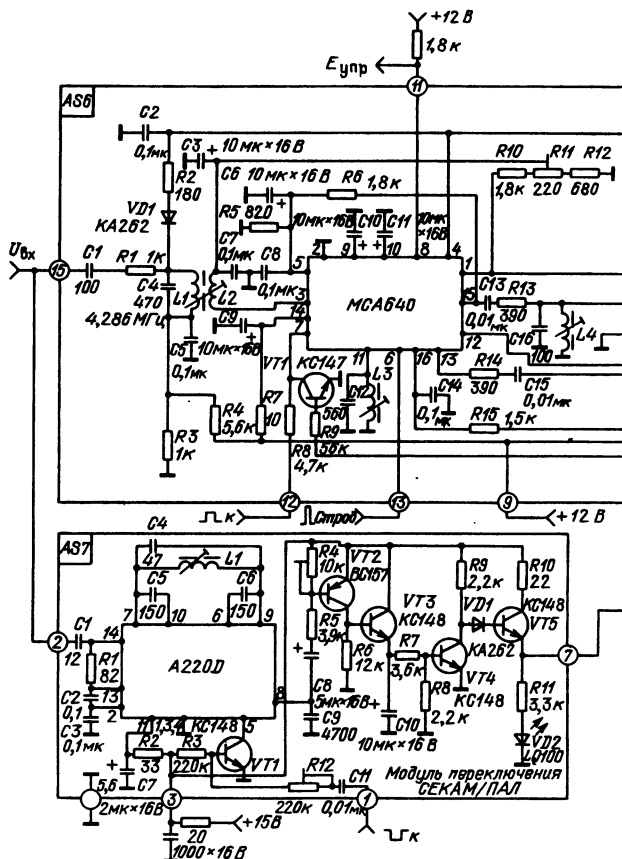 +12 В
1,8 к
Eупр
11
AS6
C2
0,1мк
C3 + 10 мк×16 В
R2
180
VD1
КА262
C6
10 мк×16 В
R6
1,8к
R5
820
C7
0,1мк
C8
0,1мк
10мк×16В
C10
C11
10мк×16В
R10
1,8к
R11
220
R12
680
Uвх
15
C1
100
R1 1к
C4
470
L1
L2
4,286 МГц
C5
0,1мк
C9
10 мк×16В
2 9 10 8 4
5
3
14
7
MCA640
1
15
12
11 6 16 13
C13
0,01мк
R13
390
C16
100
L4
VT1
КС147
C12
560
L3
C14
0,1мк
R14
390
C15
0,01мк
R15
1,5к
R3
1к
R4
5,6к
R7
10
R8
4,7к
R9
56к
12
К
Строб
13
9
+12 В
AS7
C4
47
L1
C5
150
C6
150
7 10 6 9
2
C1
12
14
R1
82
13
C2
0,1
2
C3
0,1мк
A220D
8
11 1,3,4 5
R2
33
R3
220к
КС148
VT1
C7
5,6
2мк×16В
3
20
+15В
1000×16 В
R4
10к
VT2
ВС157
R5
3,9к
R6
12к
C8
5мк×16В
C9
4700
VT3
КС148
R7
3,6к
C10
10мк×16 В
R8
2,2к
R9
2,2к
VD1
КА262
VT4
КС148
R10
22
КС148
VT5
7
R11
3,3к
VD2
LQ100
R12
220к
C11
0,01мк
1
К
Модуль переключения
СЕКАМ/ПАЛ